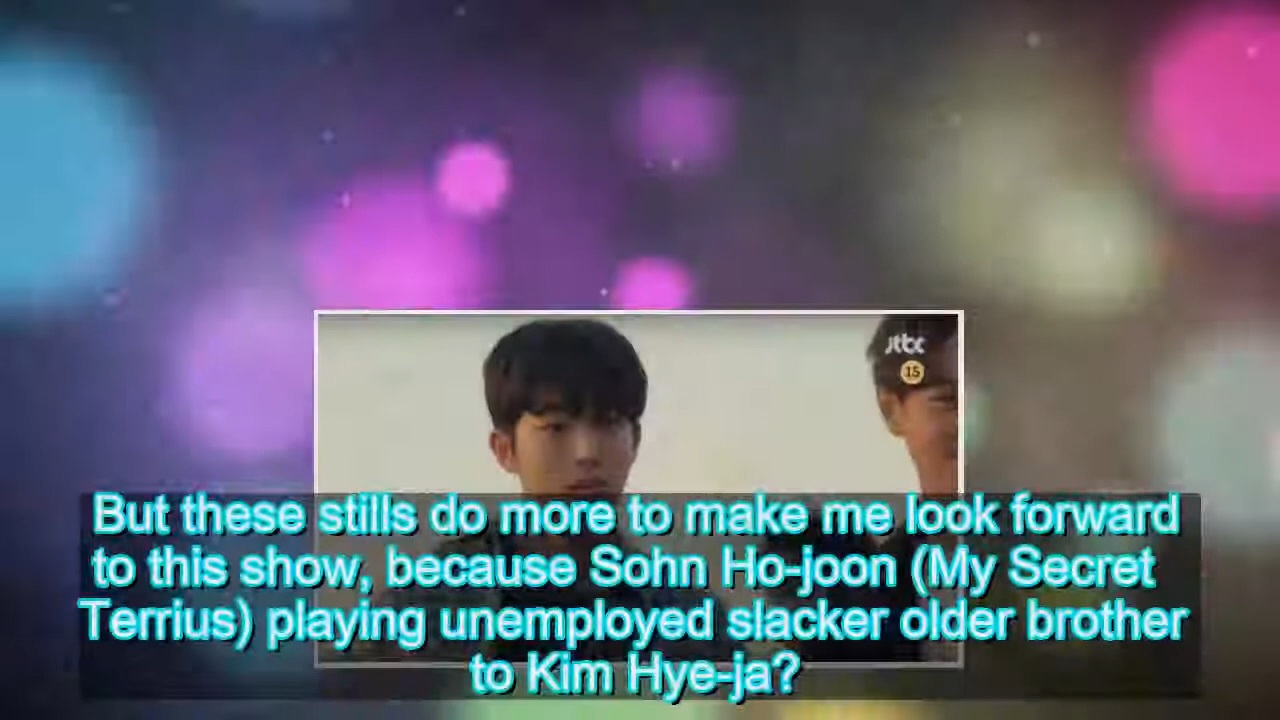 jtbc
15
But these stills do more to make me look forward
to this show, because Sohn Ho-joon (My Secret
Terrius) playing unemployed slacker older brother
to Kim Hye-ja?